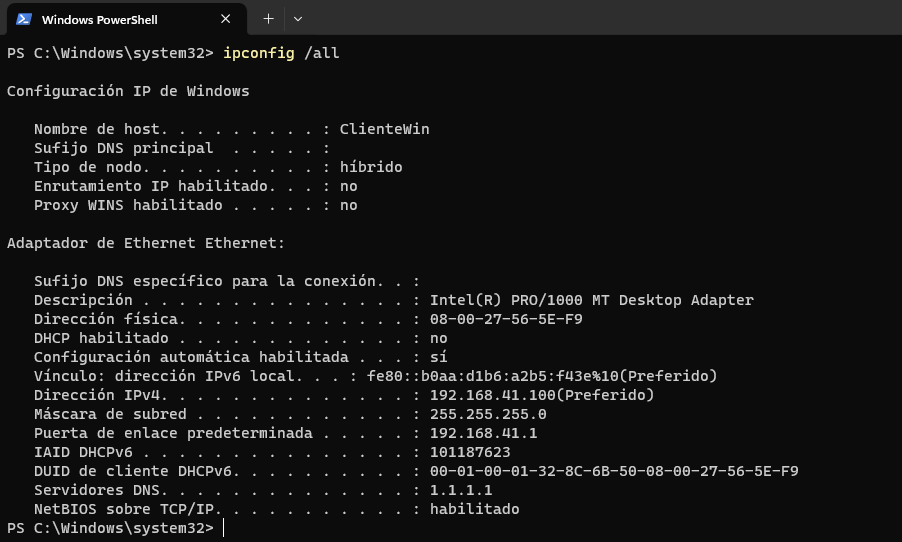 Windows PowerShell
PS C:\Windows\system32> ipconfig /all
Configuración IP de Windows
Nombre de host. . . . . . . . . : ClienteWin
Sufijo DNS principal  . . . . . :
Tipo de nodo. . . . . . . . . . : híbrido
Enrutamiento IP habilitado. . . : no
Proxy WINS habilitado . . . . . : no
Adaptador de Ethernet Ethernet:
Sufijo DNS específico para la conexión. . :
Descripción . . . . . . . . . . . . . . . : Intel(R) PRO/1000 MT Desktop Adapter
Dirección física. . . . . . . . . . . . . : 08-00-27-56-5E-F9
DHCP habilitado . . . . . . . . . . . . . : no
Configuración automática habilitada . . . : sí
Vínculo: dirección IPv6 local. . . : fe80::b0aa:d1b6:a2b5:f43e%10(Preferido)
Dirección IPv4. . . . . . . . . . . . . . : 192.168.41.100(Preferido)
Máscara de subred . . . . . . . . . . . . : 255.255.255.0
Puerta de enlace predeterminada . . . . . : 192.168.41.1
IAID DHCPv6 . . . . . . . . . . . . . . . : 101187623
DUID de cliente DHCPv6. . . . . . . . . . : 00-01-00-01-32-8C-6B-50-08-00-27-56-5E-F9
Servidores DNS. . . . . . . . . . . . . . : 1.1.1.1
NetBIOS sobre TCP/IP. . . . . . . . . . . : habilitado
PS C:\Windows\system32>